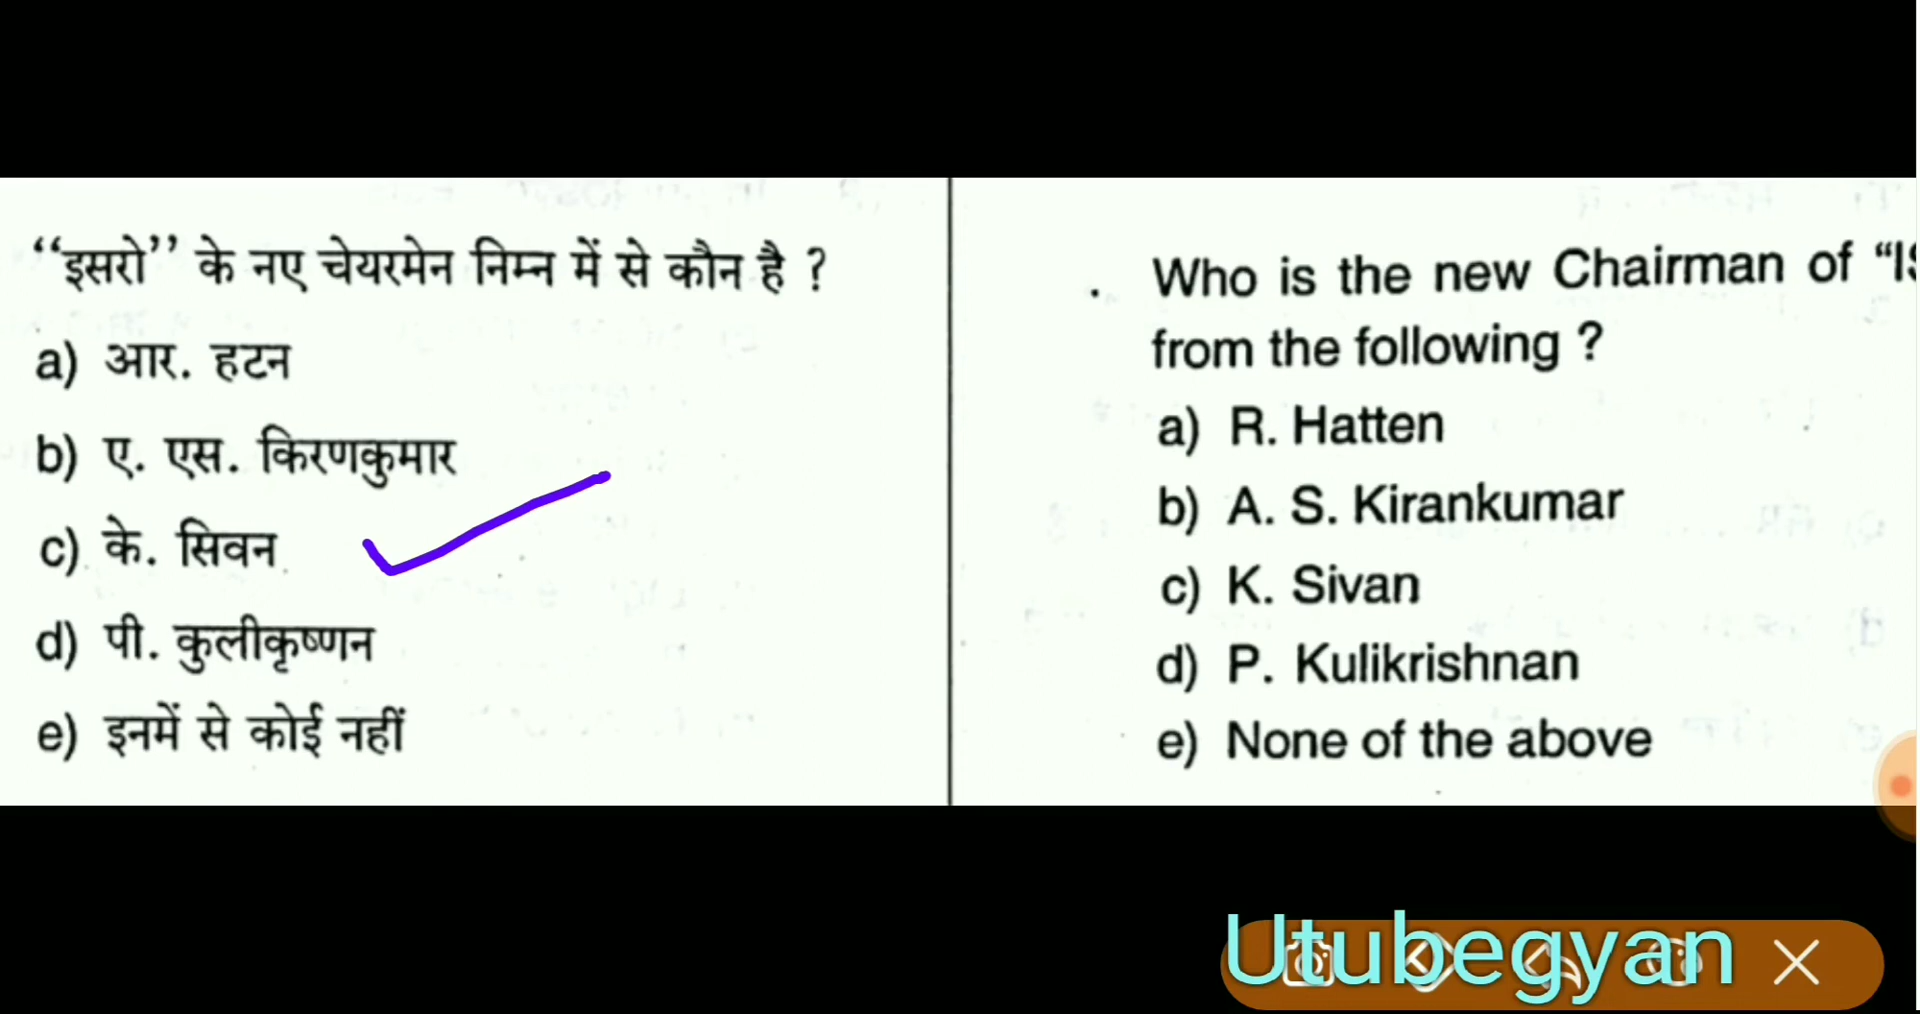 ‘‘इसरो’’ के नए चेयरमेन निम्न में से कौन है ?
a) आर. हटन
b) ए. एस. किरणकुमार
c) के. सिवन
d) पी. कुलीकृष्णन
e) इनमें से कोई नहीं
. Who is the new Chairman of
from the following ?
a) R. Hatten
b) A. S. Kirankumar
c) K. Sivan
d) P. Kulikrishnan
e) None of the above
Utubegyan